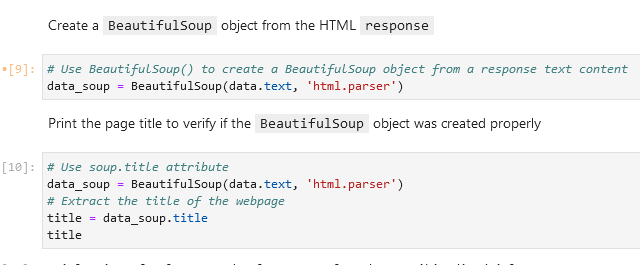 Create a BeautifulSoup object from the HTML response
•[9]: # Use BeautifulSoup() to create a BeautifulSoup object from a response text content
data_soup = BeautifulSoup(data.text, 'html.parser')
Print the page title to verify if the BeautifulSoup object was created properly
[10]: # Use soup.title attribute
data_soup = BeautifulSoup(data.text, 'html.parser')
# Extract the title of the webpage
title = data_soup.title
title